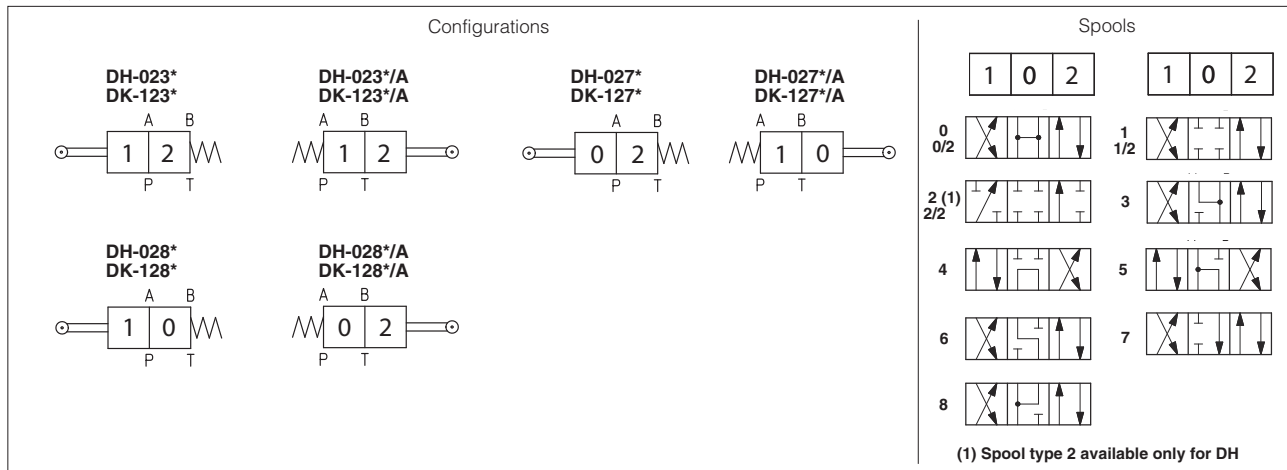 Configurations
Spools
DH-023*
DK-123*
A B
1 2
P T
DH-023*/A
DK-123*/A
A B
1 2
P T
DH-027*
DK-127*
A B
0 2
P T
DH-027*/A
DK-127*/A
A B
1 0
P T
DH-028*
DK-128*
A B
1 0
P T
DH-028*/A
DK-128*/A
A B
0 2
P T
1 0 2
1 0 2
0
0/2
1
1/2
2 (1)
2/2
3
4
5
6
7
8
(1) Spool type 2 available only for DH